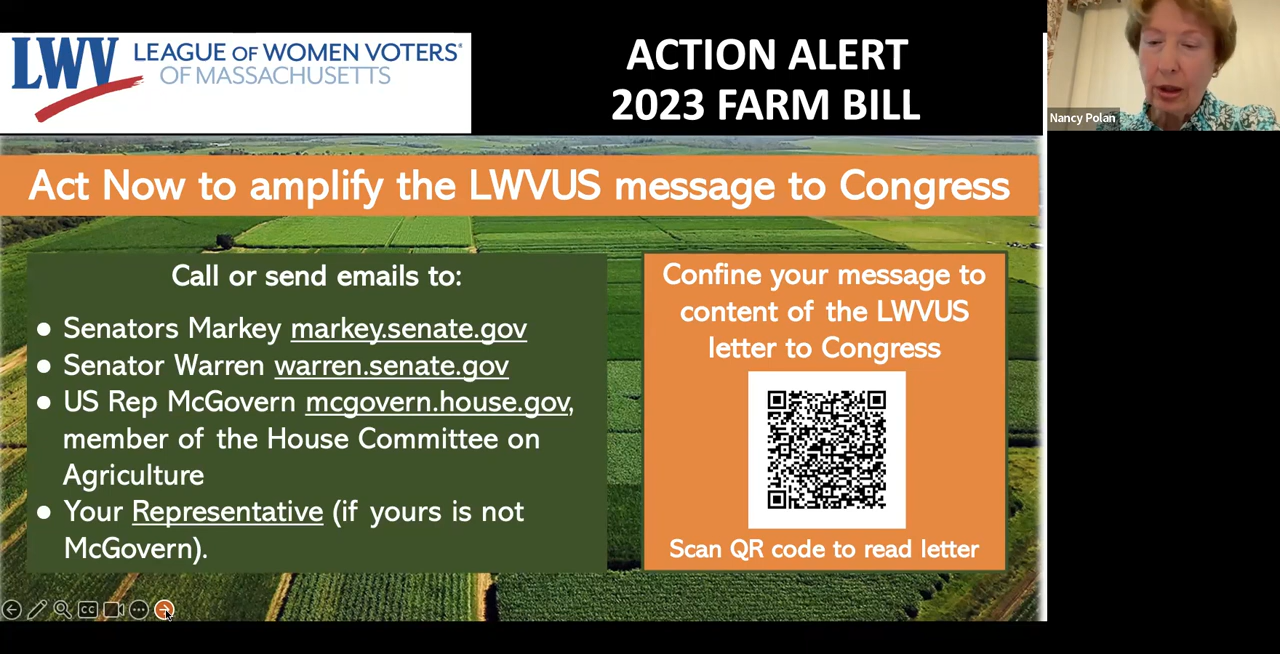 LWV LEAGUE OF WOMEN VOTERS®
OF MASSACHUSETTS
ACTION ALERT
2023 FARM BILL
Nancy Polan
Act Now to amplify the LWVUS message to Congress
Call or send emails to:
● Senators Markey markey.senate.gov
● Senator Warren warren.senate.gov
● US Rep McGovern mcgovern.house.gov,
member of the House Committee on
Agriculture
● Your Representative (if yours is not
McGovern).
Confine your message to
content of the LWVUS
letter to Congress
Scan QR code to read letter
CC